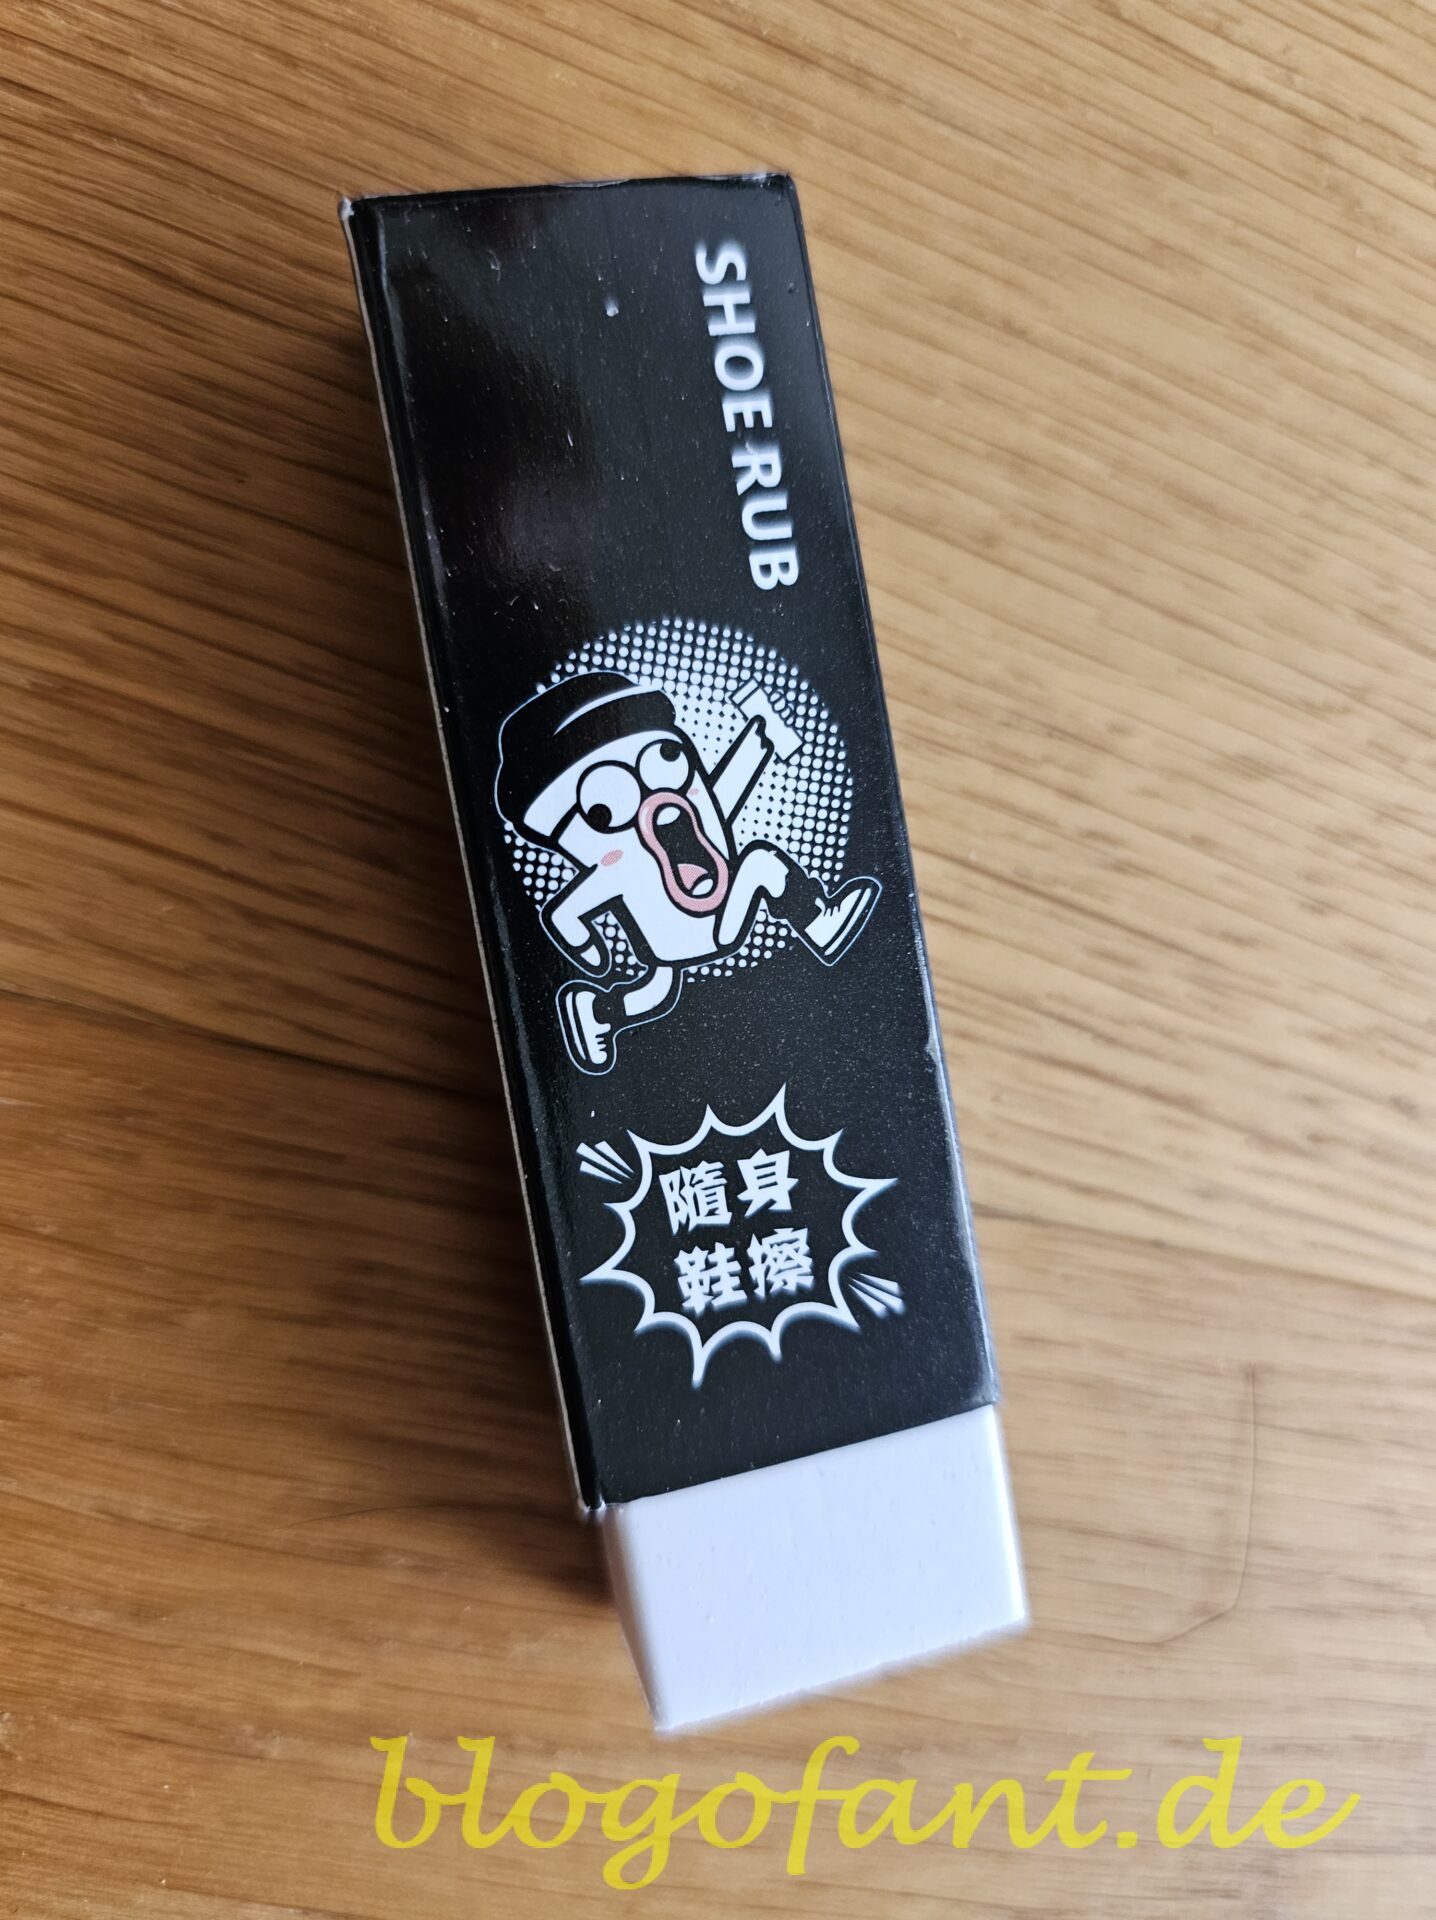 SHOE RUB
隨身
鞋擦
blogofant.de